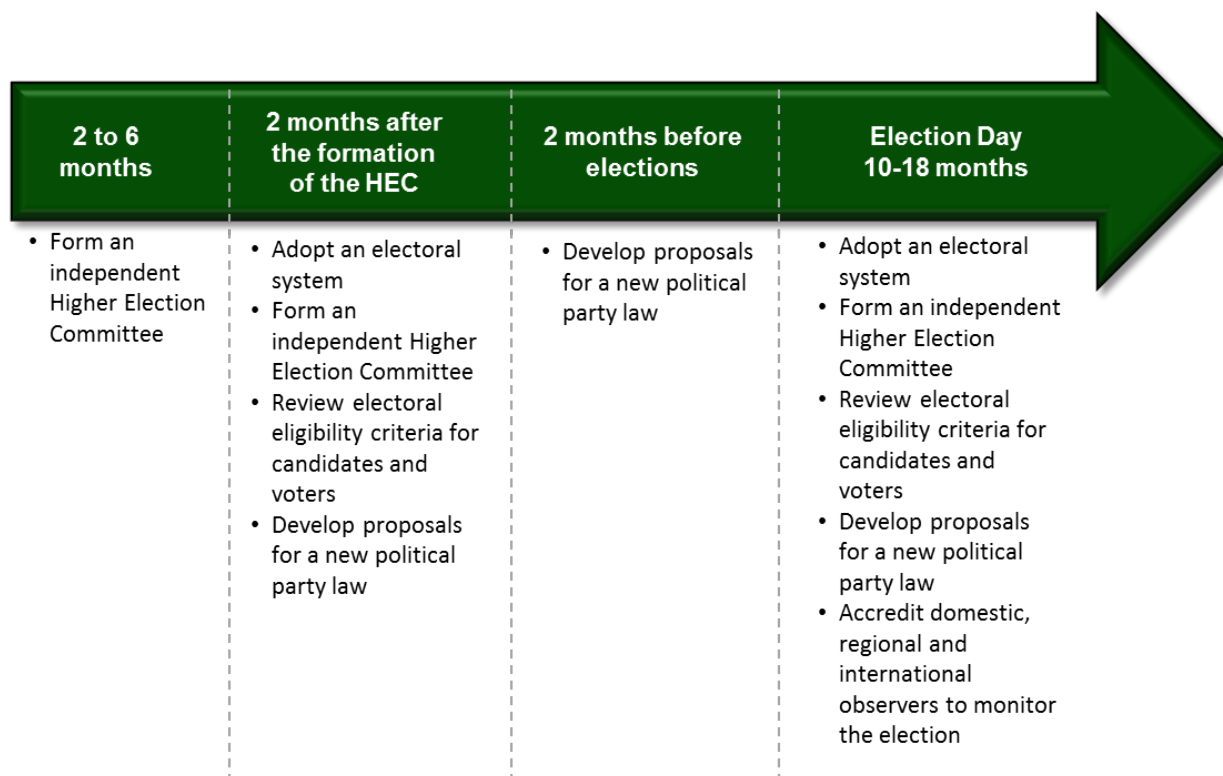 2 to 6
months
2 months after
the formation
of the HEC
2 months before
elections
Election Day
10-18 months
• Form an
independent
Higher Election
Committee
• Adopt an electoral
system
• Form an
independent Higher
Election Committee
• Review electoral
eligibility criteria for
candidates and
voters
• Develop proposals
for a new political
party law
• Develop proposals
for a new political
party law
• Adopt an electoral
system
• Form an independent
Higher Election
Committee
• Review electoral
eligibility criteria for
candidates and
voters
• Develop proposals
for a new political
party law
• Accredit domestic,
regional and
international
observers to monitor
the election